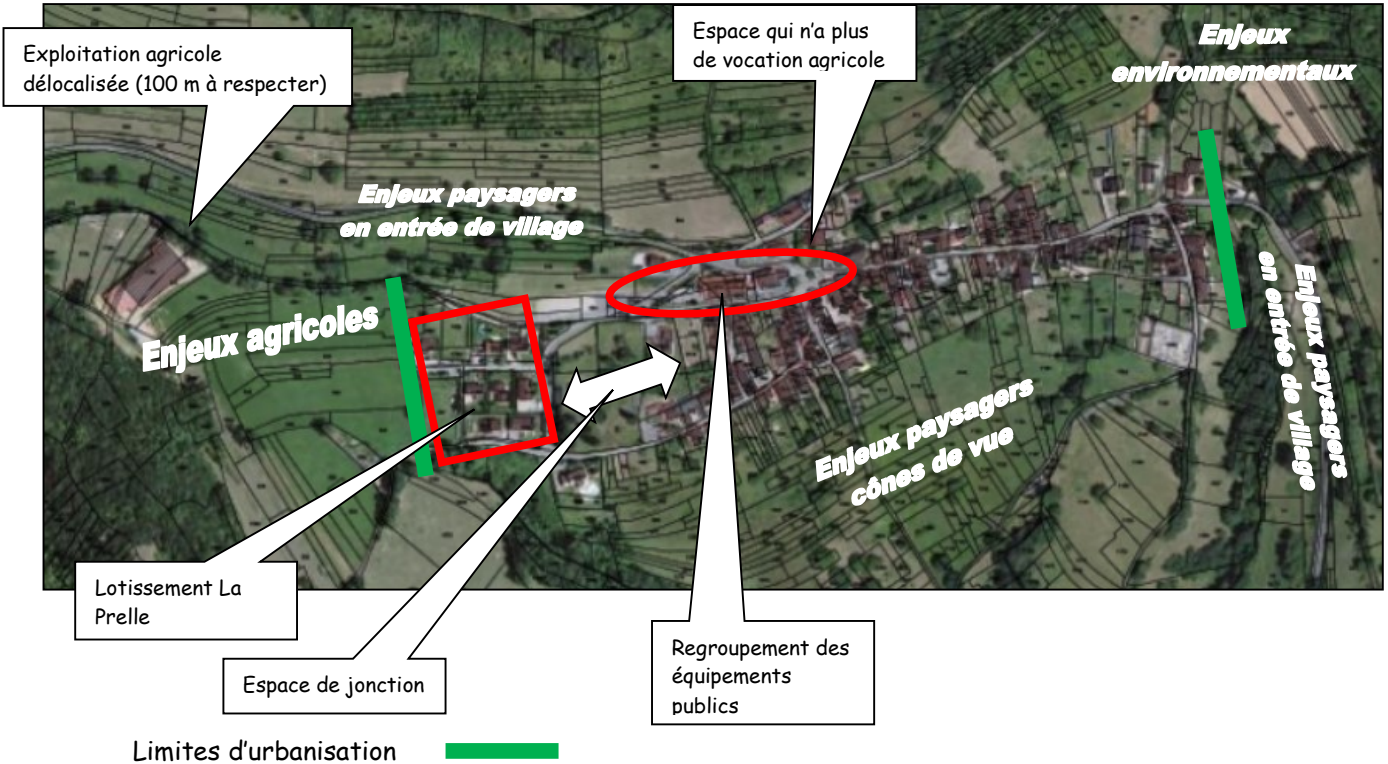 Exploitation agricole
délocalisée (100 m à respecter)
Espace qui n'a plus
de vocation agricole
Enjeux
environnementaux
Enjeux paysagers
en entrée de village
Enjeux agricoles
Enjeux paysagers
en entrée de village
Enjeux paysagers
cônes de vue
Lotissement La
Prelle
Espace de jonction
Regroupement des
équipements
publics
Limites d'urbanisation